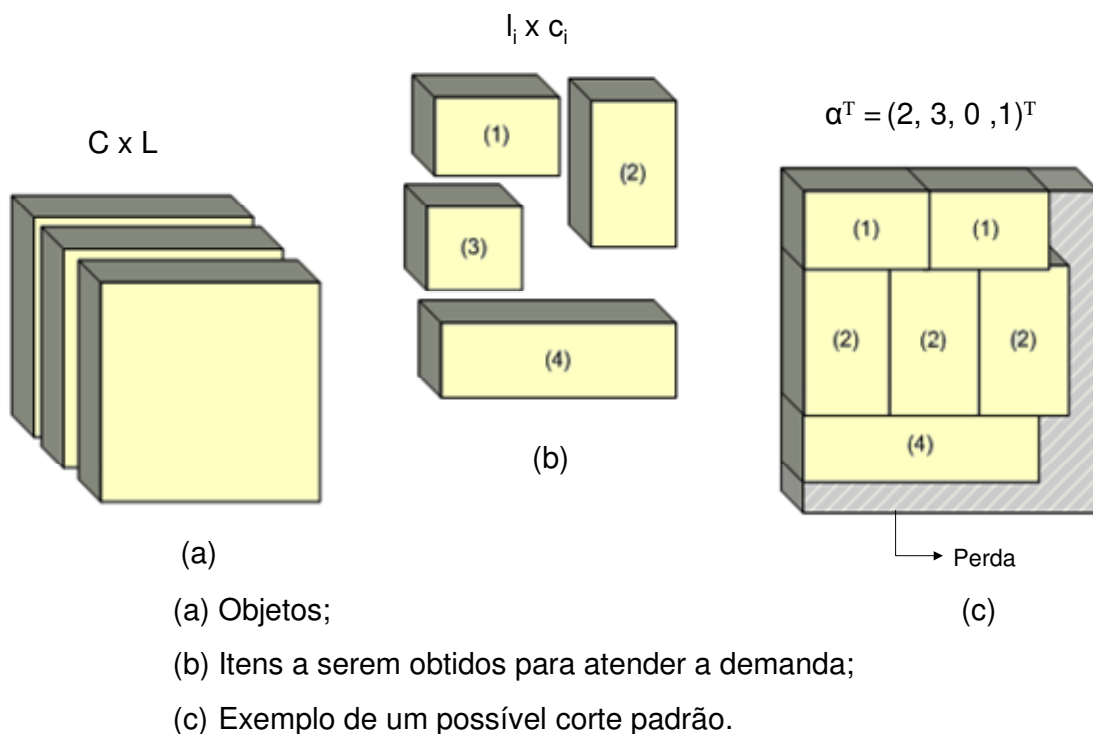 lᵢ x cᵢ
C x L
αᵀ = (2, 3, 0 ,1)ᵀ
(1)
(2)
(3)
(4)
(1) (1)
(2) (2) (2)
(4)
Perda
(a)
(b)
(c)
(a) Objetos;
(b) Itens a serem obtidos para atender a demanda;
(c) Exemplo de um possível corte padrão.